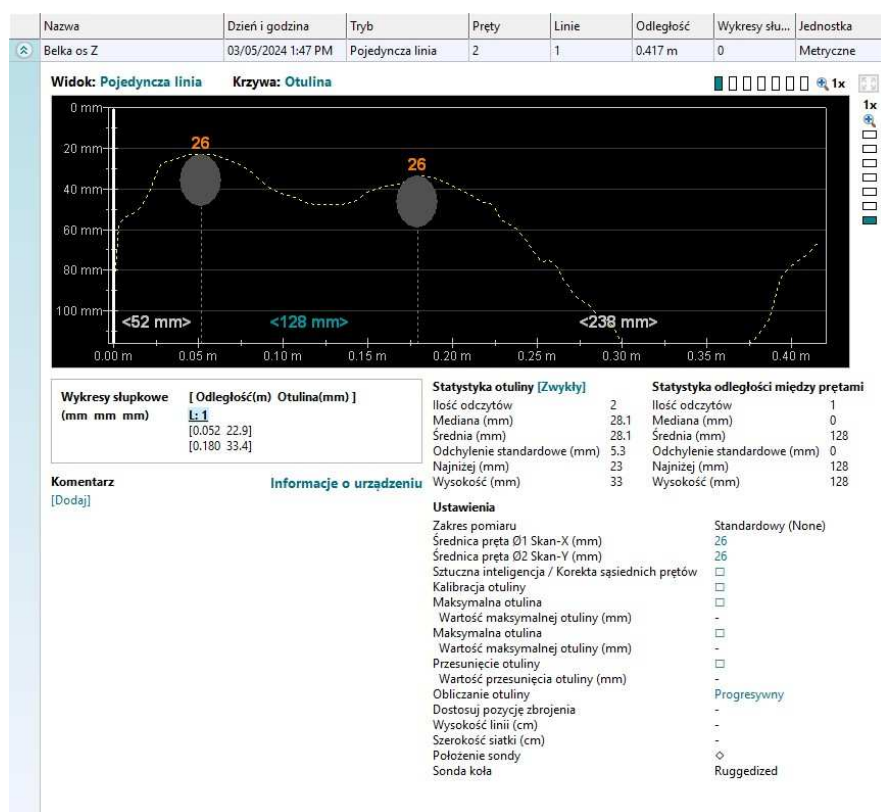 Nazwa Dzień i godzina Tryb Pręty Linie Odległość Wykresy słu... Jednostka
Belka os Z 03/05/2024 1:47 PM Pojedyncza linia 2 1 0.417 m 0 Metryczne
Widok: Pojedyncza linia Krzywa: Otulina 1x
1x
0 mm
20 mm
40 mm
60 mm
80 mm
100 mm
26
26
<52 mm> <128 mm> <238 mm>
0.00 m 0.05 m 0.10 m 0.15 m 0.20 m 0.25 m 0.30 m 0.35 m 0.40 m
Wykresy słupkowe [ Odległość(m) Otulina(mm) ]
(mm mm mm) L: 1
[0.052 22.9]
[0.180 33.4]
Komentarz Informacje o urządzeniu
[Dodaj]
Statystyka otuliny [Zwykły]
Ilość odczytów 2
Mediana (mm) 28.1
Średnia (mm) 28.1
Odchylenie standardowe (mm) 5.3
Najniżej (mm) 23
Wysokość (mm) 33
Statystyka odległości między prętami
Ilość odczytów 1
Mediana (mm) 0
Średnia (mm) 128
Odchylenie standardowe (mm) 0
Najniżej (mm) 128
Wysokość (mm) 128
Ustawienia
Zakres pomiaru Standardowy (None)
Średnica pręta Ø1 Skan-X (mm) 26
Średnica pręta Ø2 Skan-Y (mm) 26
Sztuczna inteligencja / Korekta sąsiednich prętów
Kalibracja otuliny
Maksymalna otulina
Wartość maksymalnej otuliny (mm) -
Maksymalna otulina
Wartość maksymalnej otuliny (mm) -
Przesunięcie otuliny
Wartość przesunięcia otuliny (mm) -
Obliczanie otuliny Progresywny
Dostosuj pozycję zbrojenia -
Wysokość linii (cm) -
Szerokość siatki (cm) -
Położenie sondy
Sonda koła Ruggedized